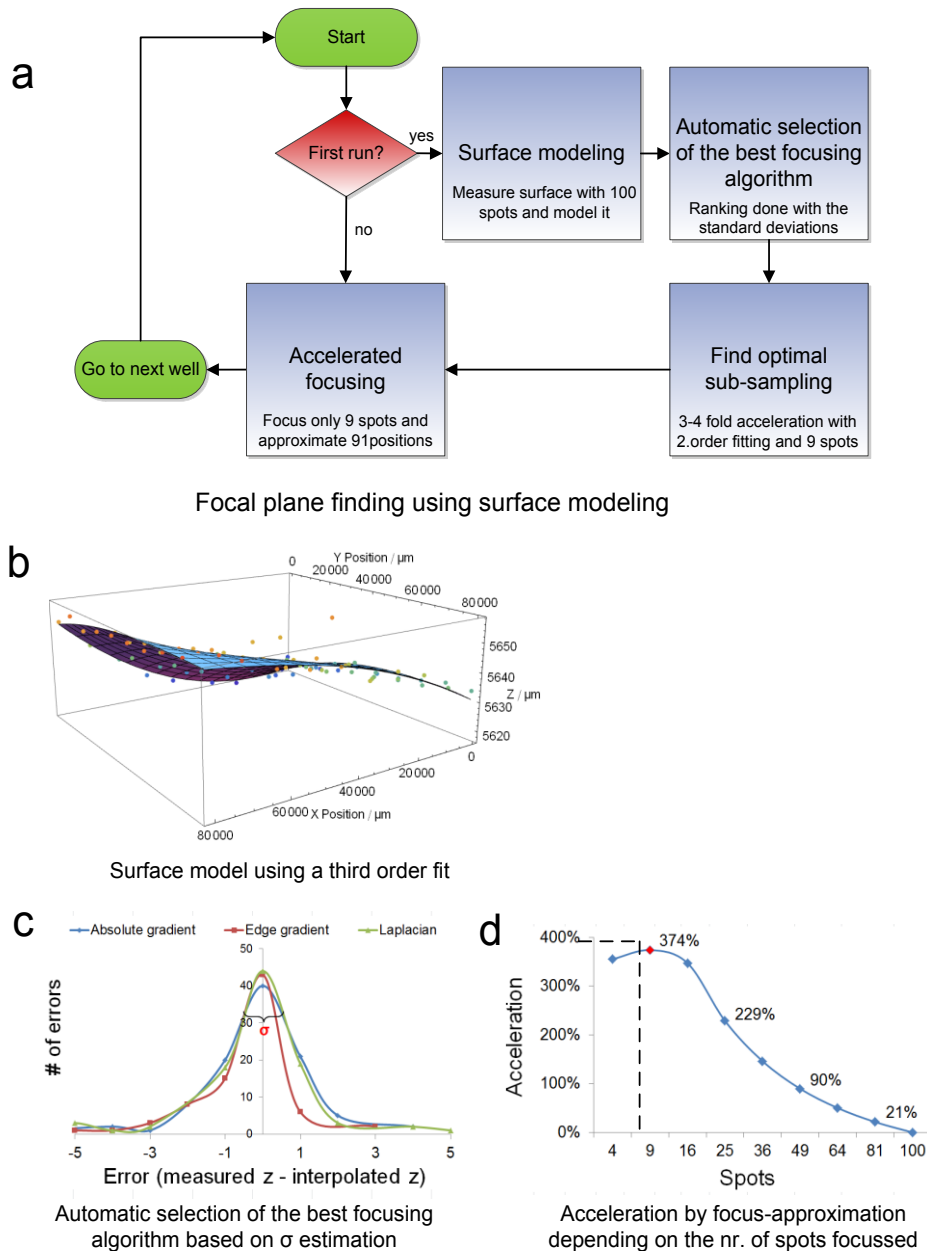 a
Start
First run?
yes
no
Surface modeling
Measure surface with 100
spots and model it
Automatic selection
of the best focusing
algorithm
Ranking done with the
standard deviations
Go to next well
Accelerated
focusing
Focus only 9 spots and
approximate 91positions
Find optimal
sub-sampling
3-4 fold acceleration with
2.order fitting and 9 spots
Focal plane finding using surface modeling
b
Y Position / µm
0
20 000
40 000
60 000
80 000
5650
5640
Z / µm
5630
5620
0
20 000
40 000
X Position / µm
60 000
80 000
Surface model using a third order fit
c
Absolute gradient
Edge gradient
Laplacian
# of errors
50
40
30
20
10
0
σ
-5
-3
-1
1
3
5
Error (measured z - interpolated z)
Automatic selection of the best focusing
algorithm based on σ estimation
d
Acceleration
400%
300%
200%
100%
0%
374%
229%
90%
21%
4
9
16
25
36
49
64
81
100
Spots
Acceleration by focus-approximation
depending on the nr. of spots focussed